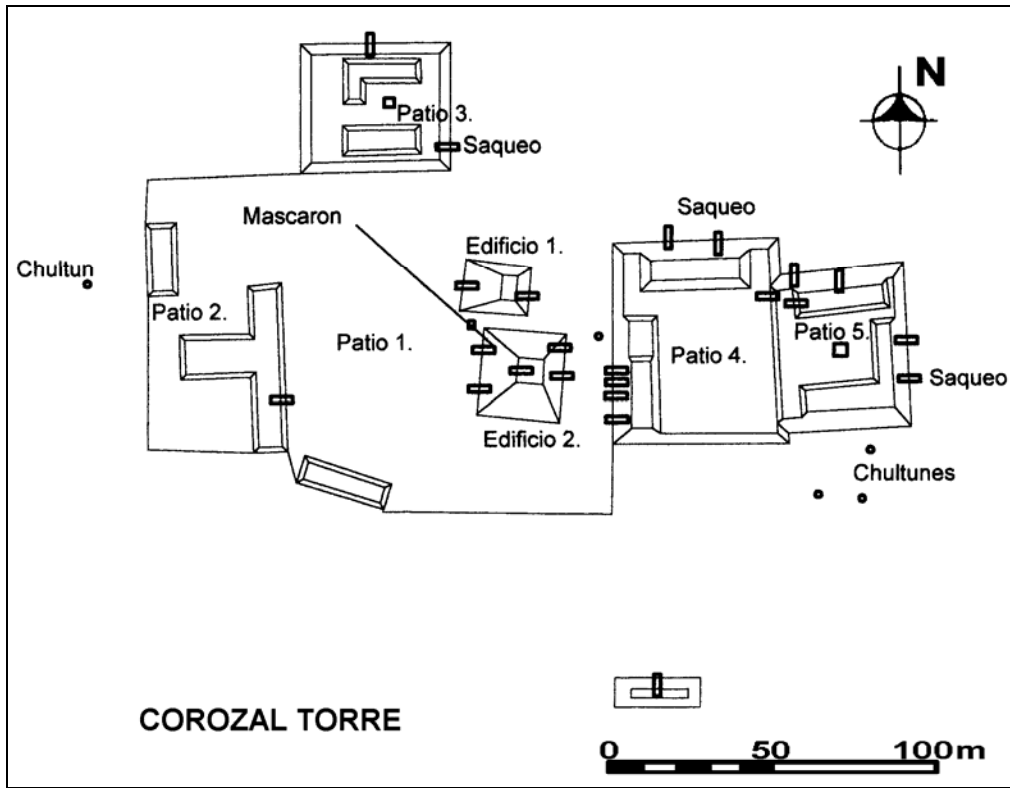 N
Patio 3.
Saqueo
Mascaron
Saqueo
Edificio 1.
Chultun
Patio 2.
Patio 1.
Patio 4.
Patio 5.
Saqueo
Edificio 2.
Chultunes
COROZAL TORRE
0 50 100m